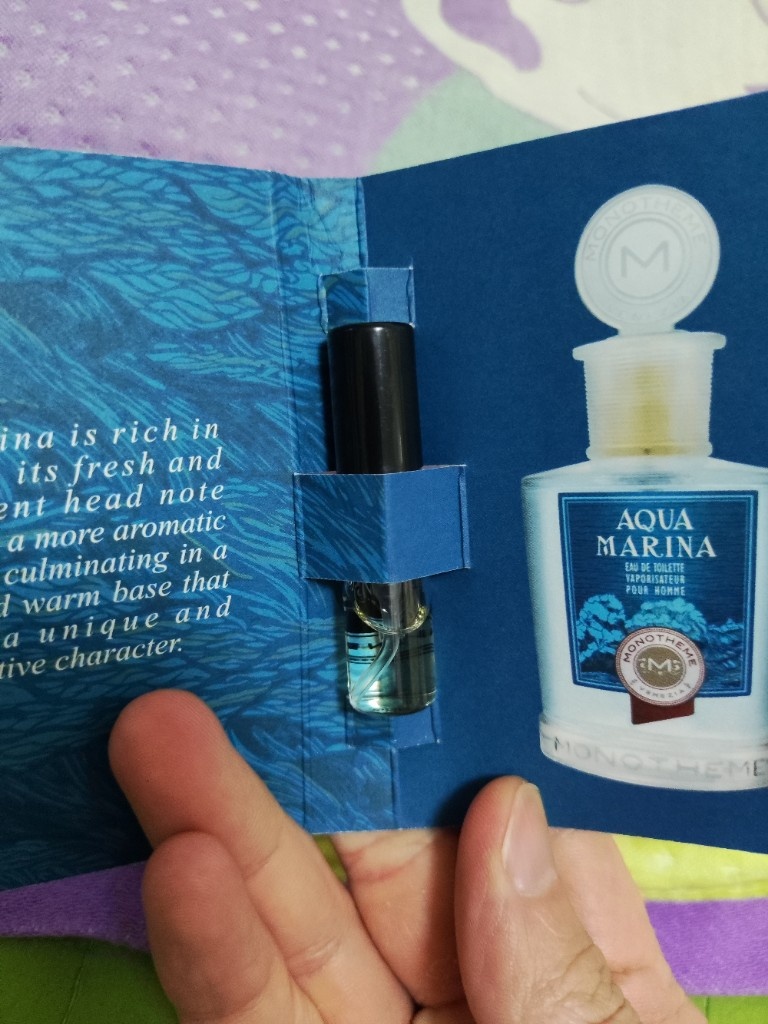 ina is rich in
its fresh and
ent head note
a more aromatic
culminating in a
d warm base that
a unique and
tive character.
MONOTHEME
M
AQUA
MARINA
EAU DE TOILETTE
VAPORISATEUR
POUR HOMME
MONOTHEME
M
VENEZIA
MONOTHEME